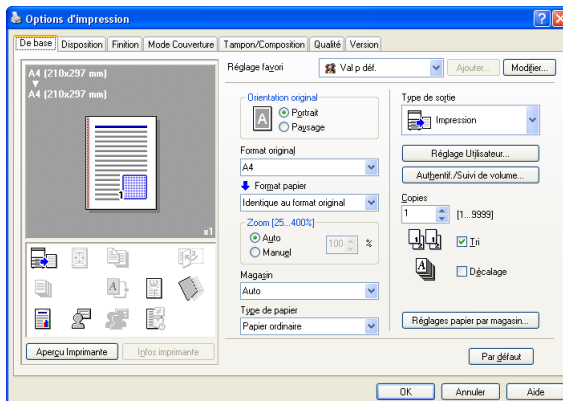 Options d'impression
De base Disposition Finition Mode Couverture Tampon/Composition Qualité Version
A4 (210x297 mm)
A4 (210x297 mm)
1
x1
Aperçu Imprimante Infos imprimante
Réglage favori Val p déf. Ajouter... Modifier...
Orientation original
A
Portrait
Paysage
Format original
A4
Format papier
Identique au format original
Zoom [25...400%]
Auto
Manuel
100 %
Magasin
Auto
Type de papier
Papier ordinaire
Type de sortie
Impression
Réglage Utilisateur...
Authentif./Suivi de volume...
Copies
1 [1...9999]
Tri
Décalage
Réglages papier par magasin...
Par défaut
OK Annuler Aide